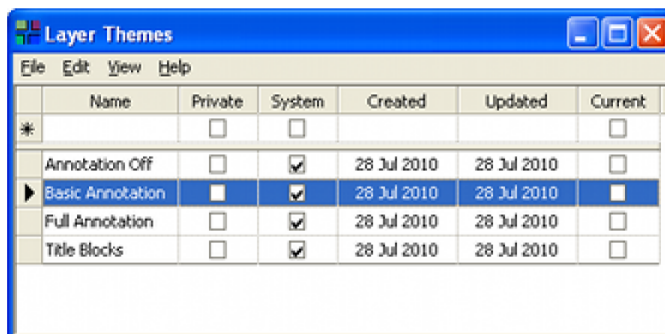 Layer Themes
File Edit View Help
Name Private System Created Updated Current
Annotation Off 28 Jul 2010 28 Jul 2010
Basic Annotation 28 Jul 2010 28 Jul 2010
Full Annotation 28 Jul 2010 28 Jul 2010
Title Blocks 28 Jul 2010 28 Jul 2010